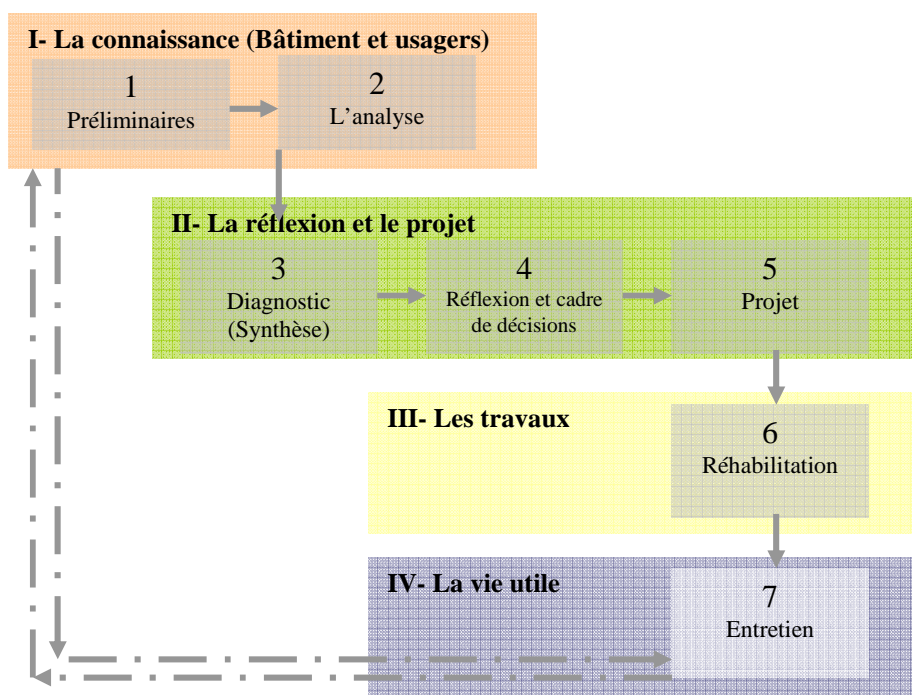 I- La connaissance (Bâtiment et usagers)
1
Préliminaires
2
L’analyse
II- La réflexion et le projet
3
Diagnostic
(Synthèse)
4
Réflexion et cadre
de décisions
5
Projet
III- Les travaux
6
Réhabilitation
IV- La vie utile
7
Entretien